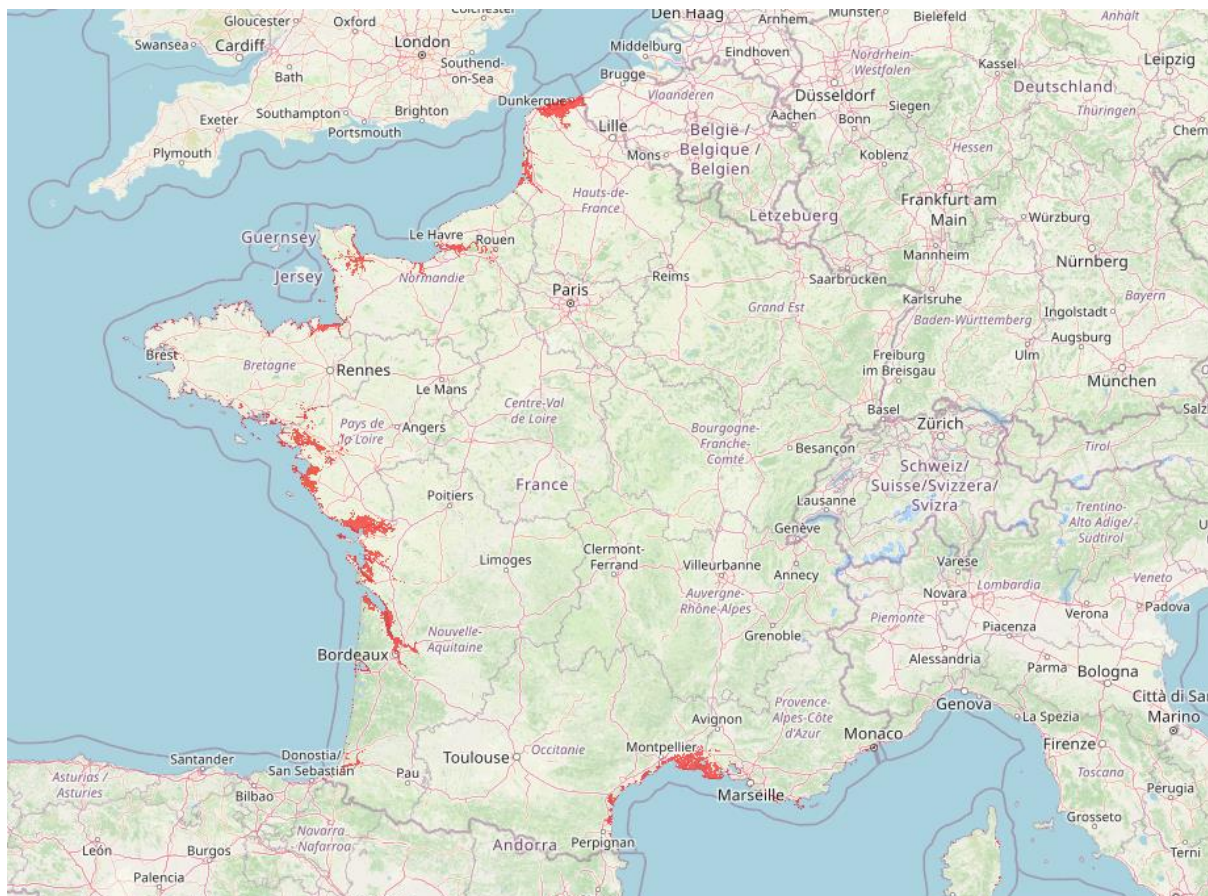 Gloucester
Oxford
Colchester
Den Haag
Arnhem
Münster
Bielefeld
Anhalt
Swansea
Cardiff
London
Southend-
on-Sea
Middelburg
Eindhoven
Nordrhein-
Westfalen
Kassel
Leipzig
Bath
Brugge
Düsseldorf
Deutschland
Dunkerque
Vlaanderen
Southampton
Brighton
Aachen
Siegen
Thüringen
Exeter
Portsmouth
Lille
België /
Belgique /
Belgien
Bonn
Plymouth
Mons
Koblenz
Hessen
Hauts-de-
France
Lëtzebuerg
Frankfurt am
Main
Würzburg
Guernsey
Le Havre
Rouen
Jersey
Normandie
Reims
Saarbrücken
Mannheim
Nürnberg
Paris
Karlsruhe
Bayern
Grand Est
Baden-Württemberg
Ingolstadt
Brest
Bretagne
Rennes
Le Mans
Freiburg
im Breisgau
Ulm
Augsburg
München
Centre-Val
de Loire
Pays de
la Loire
Angers
Bourgogne-
Franche-
Comté
Basel
Zürich
Besançon
Tirol
France
Poitiers
Lausanne
Schweiz/
Suisse/Svizzera/
Svizra
Genève
Trentino-
Alto Adige/
Sudtirol
Limoges
Clermont-
Ferrand
Villeurbanne
Annecy
Varese
Lombardia
Veneto
Auvergne-
Rhône-Alpes
Novara
Verona
Padova
Piemonte
Piacenza
Grenoble
Nouvelle-
Aquitaine
Bordeaux
Alessandria
Parma
Bologna
Provence-
Alpes-Côte
d'Azur
Genova
Avignon
La Spezia
Marino
Santander
Donostia/
San Sebastián
Toulouse
Occitanie
Montpellier
Monaco
Firenze
Asturias /
Asturies
Bilbao
Pau
Marseille
Toscana
Perugia
Navarra
- Nafarroa
Andorra
Perpignan
Grosseto
León
Burgos
Terni
Palencia